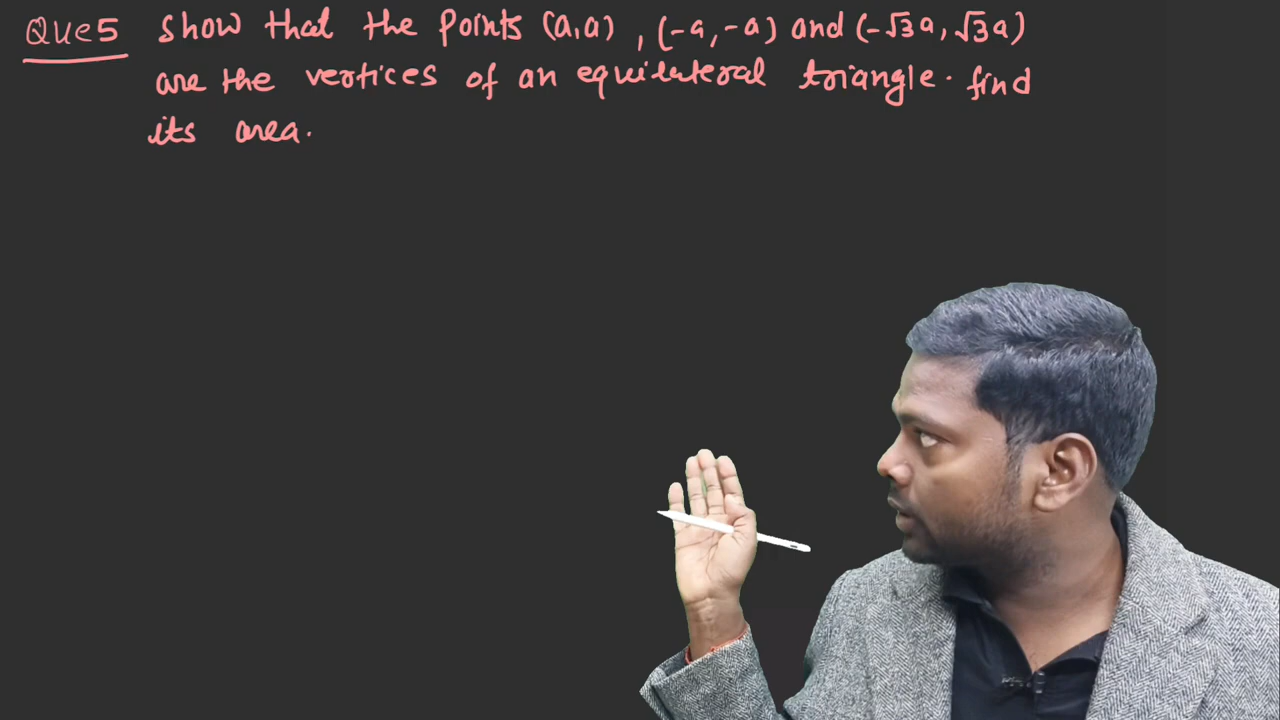 Que5 Show that the points (a,a), (-a,-a) and (-√3a, √3a)
are the vertices of an equilateral triangle. find
its area.